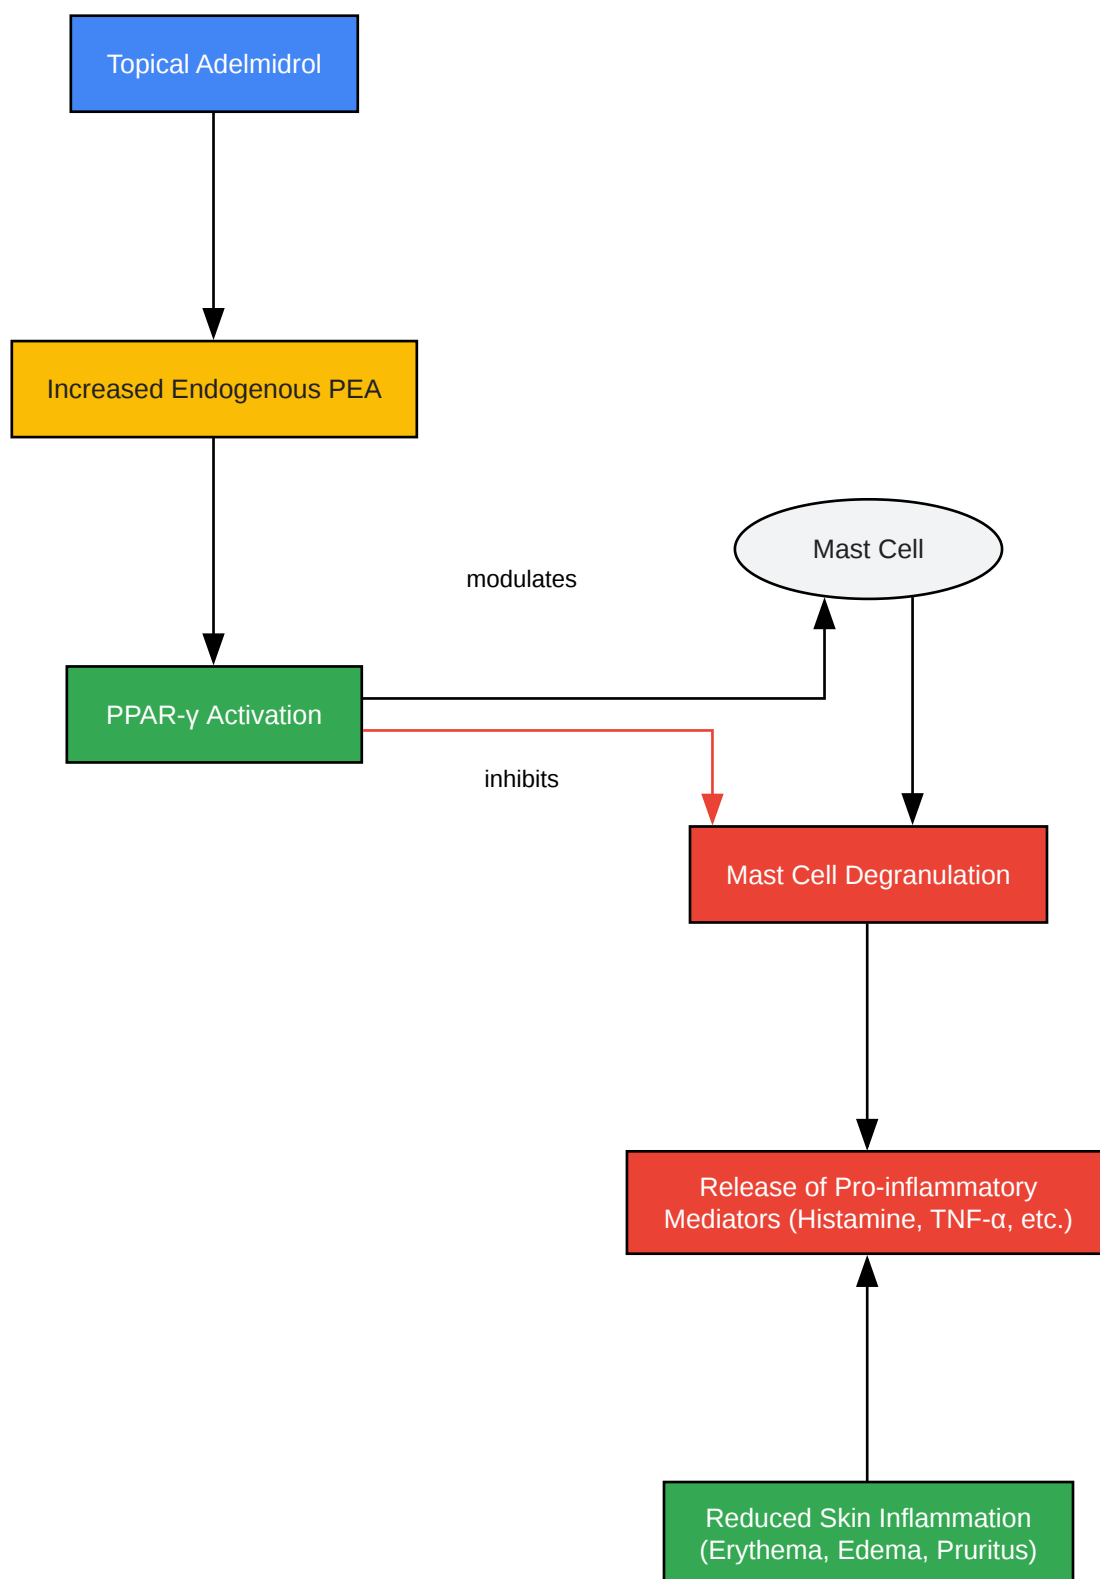 Topical Adelmidrol
Increased Endogenous PEA
Mast Cell
modulates
PPAR-γ Activation
inhibits
Mast Cell Degranulation
Release of Pro-inflammatory
Mediators (Histamine, TNF-α, etc.)
Reduced Skin Inflammation
(Erythema, Edema, Pruritus)